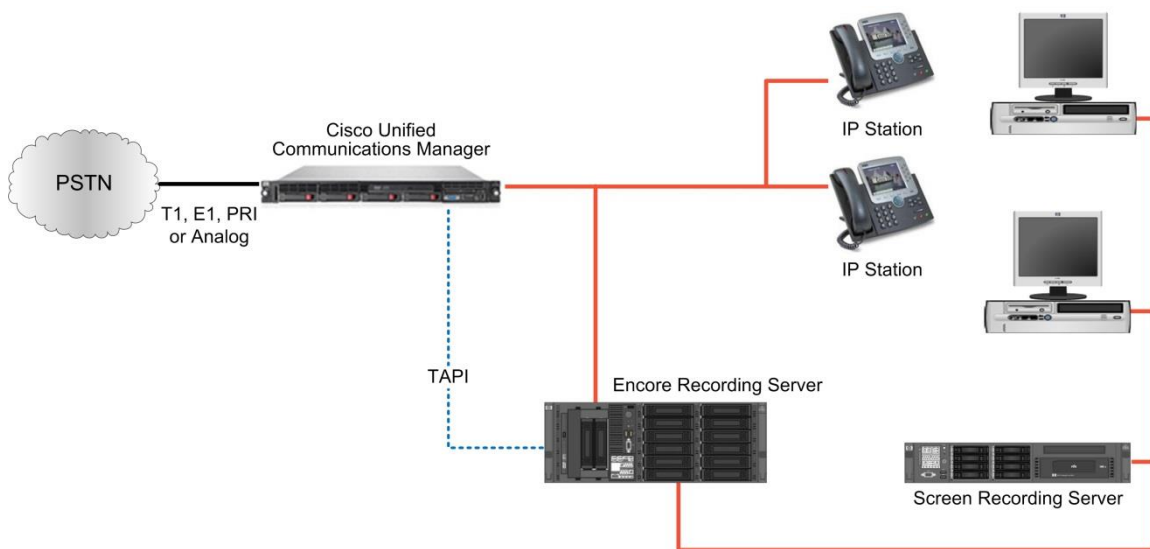 Cisco Unified
Communications Manager
PSTN
T1, E1, PRI
or Analog
IP Station
IP Station
TAPI
Encore Recording Server
Screen Recording Server